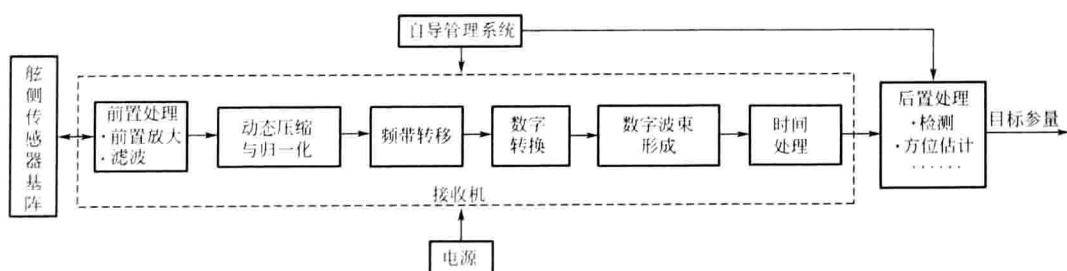 自导管理系统
舷
侧
传
感
器
基
阵
前置处理
·前置放大
·滤波
动态压缩
与归一化
频带转移
数字
转换
数字波束
形成
时间
处理
后置处理
·检测
·方位估计
……
目标参量
接收机
电源